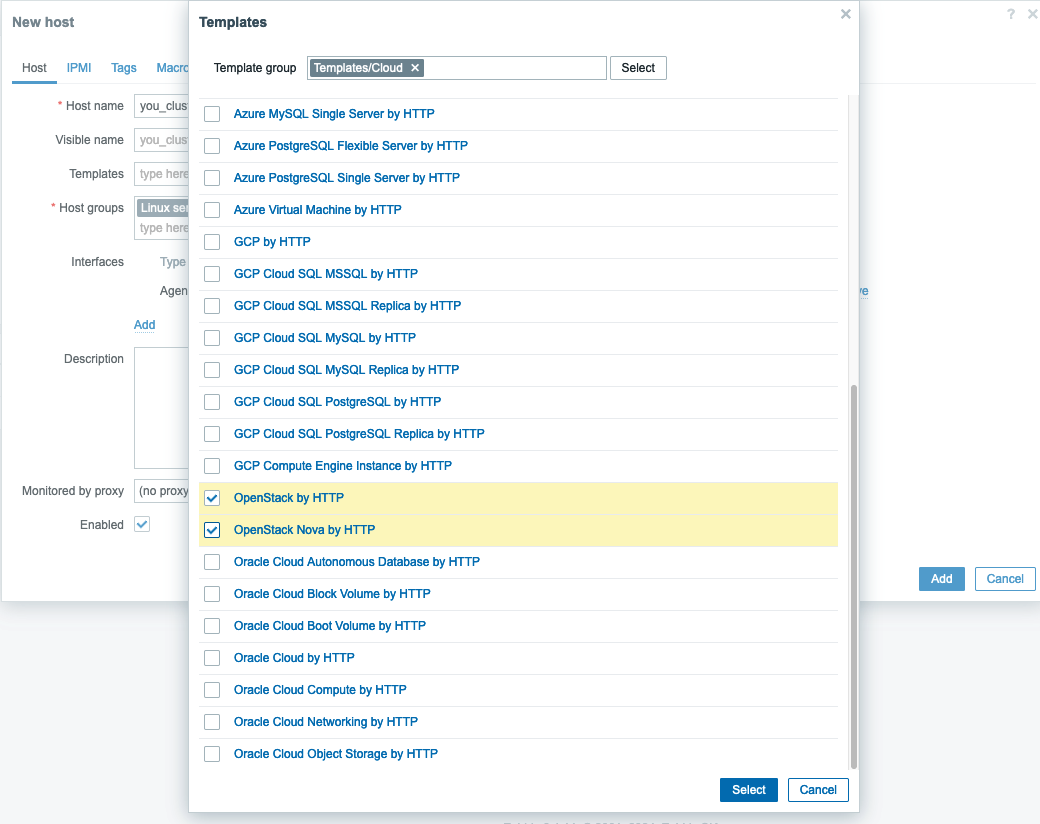 New host
Templates
Template group
Templates/Cloud
Select
Host
IPMI
Tags
* Host name
you_clus
Visible name
you_clus
Templates
type here
* Host groups
Linux ser
type here
Interfaces
Type
Agen
ve
Add
Description
Monitored by proxy
(no proxy
Enabled
Azure MySQL Single Server by HTTP
Azure PostgreSQL Flexible Server by HTTP
Azure PostgreSQL Single Server by HTTP
Azure Virtual Machine by HTTP
GCP by HTTP
GCP Cloud SQL MSSQL by HTTP
GCP Cloud SQL MSSQL Replica by HTTP
GCP Cloud SQL MySQL by HTTP
GCP Cloud SQL MySQL Replica by HTTP
GCP Cloud SQL PostgreSQL by HTTP
GCP Cloud SQL PostgreSQL Replica by HTTP
GCP Compute Engine Instance by HTTP
OpenStack by HTTP
OpenStack Nova by HTTP
Oracle Cloud Autonomous Database by HTTP
Oracle Cloud Block Volume by HTTP
Oracle Cloud Boot Volume by HTTP
Oracle Cloud by HTTP
Oracle Cloud Compute by HTTP
Oracle Cloud Networking by HTTP
Oracle Cloud Object Storage by HTTP
Select
Cancel
Add
Cancel